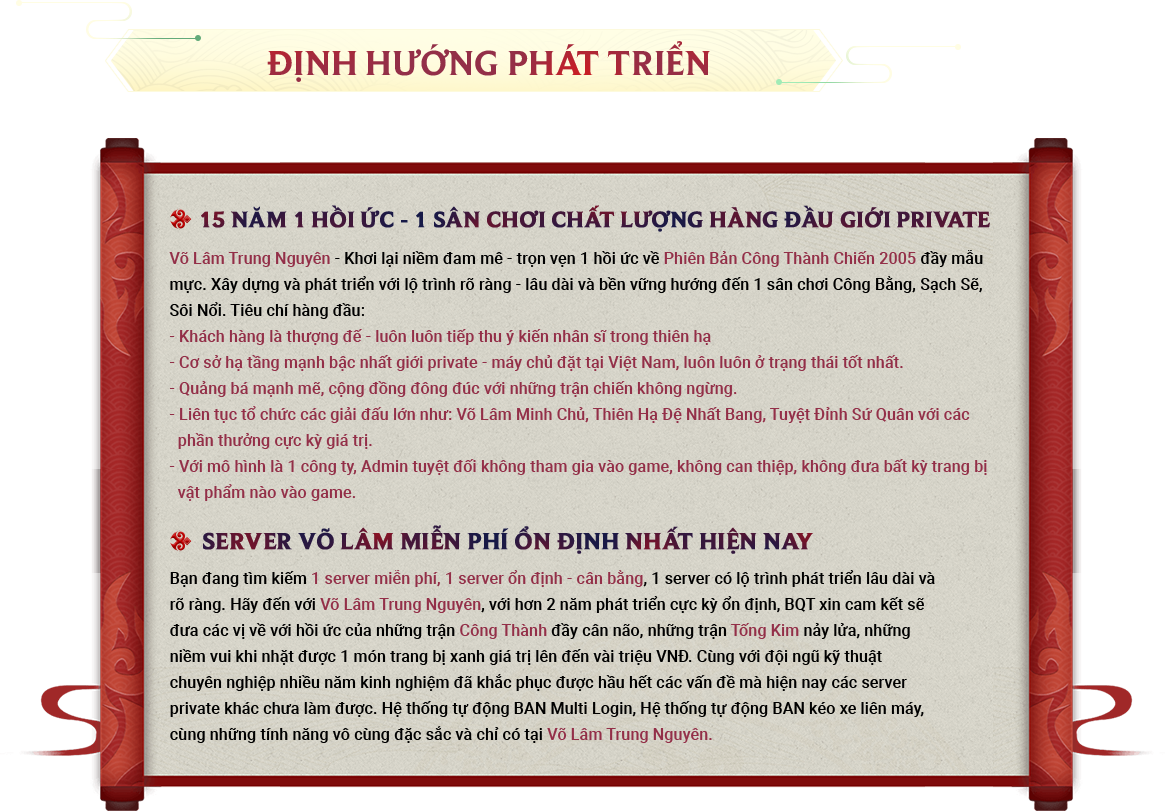 ĐỊNH HƯỚNG PHÁT TRIỂN
15 NĂM 1 HỒI ỨC - 1 SÂN CHƠI CHẤT LƯỢNG HÀNG ĐẦU GIỚI PRIVATE
Võ Lâm Trung Nguyên - Khơi lại niềm đam mê - trọn vẹn 1 hồi ức về Phiên Bản Công Thành Chiến 2005 đầy mẫu
mực. Xây dựng và phát triển với lộ trình rõ ràng - lâu dài và bền vững hướng đến 1 sân chơi Công Bằng, Sạch Sẽ,
Sôi Nổi. Tiêu chí hàng đầu:
- Khách hàng là thượng đế - luôn luôn tiếp thu ý kiến nhân sĩ trong thiên hạ
- Cơ sở hạ tầng mạnh bậc nhất giới private - máy chủ đặt tại Việt Nam, luôn luôn ở trạng thái tốt nhất.
- Quảng bá mạnh mẽ, cộng đồng đông đúc với những trận chiến không ngừng.
- Liên tục tổ chức các giải đấu lớn như: Võ Lâm Minh Chủ, Thiên Hạ Đệ Nhất Bang, Tuyệt Đỉnh Sứ Quân với các
phần thưởng cực kỳ giá trị.
- Với mô hình là 1 công ty, Admin tuyệt đối không tham gia vào game, không can thiệp, không đưa bất kỳ trang bị
vật phẩm nào vào game.
SERVER VÕ LÂM MIỄN PHÍ ỔN ĐỊNH NHẤT HIỆN NAY
Bạn đang tìm kiếm 1 server miễn phí, 1 server ổn định - cân bằng, 1 server có lộ trình phát triển lâu dài và
rõ ràng. Hãy đến với Võ Lâm Trung Nguyên, với hơn 2 năm phát triển cực kỳ ổn định, BQT xin cam kết sẽ
đưa các vị về với hồi ức của những trận Công Thành đầy cân não, những trận Tống Kim nảy lửa, những
niềm vui khi nhặt được 1 món trang bị xanh giá trị lên đến vài triệu VNĐ. Cùng với đội ngũ kỹ thuật
chuyên nghiệp nhiều năm kinh nghiệm đã khắc phục được hầu hết các vấn đề mà hiện nay các server
private khác chưa làm được. Hệ thống tự động BAN Multi Login, Hệ thống tự động BAN kéo xe liên máy,
cùng những tính năng vô cùng đặc sắc và chỉ có tại Võ Lâm Trung Nguyên.